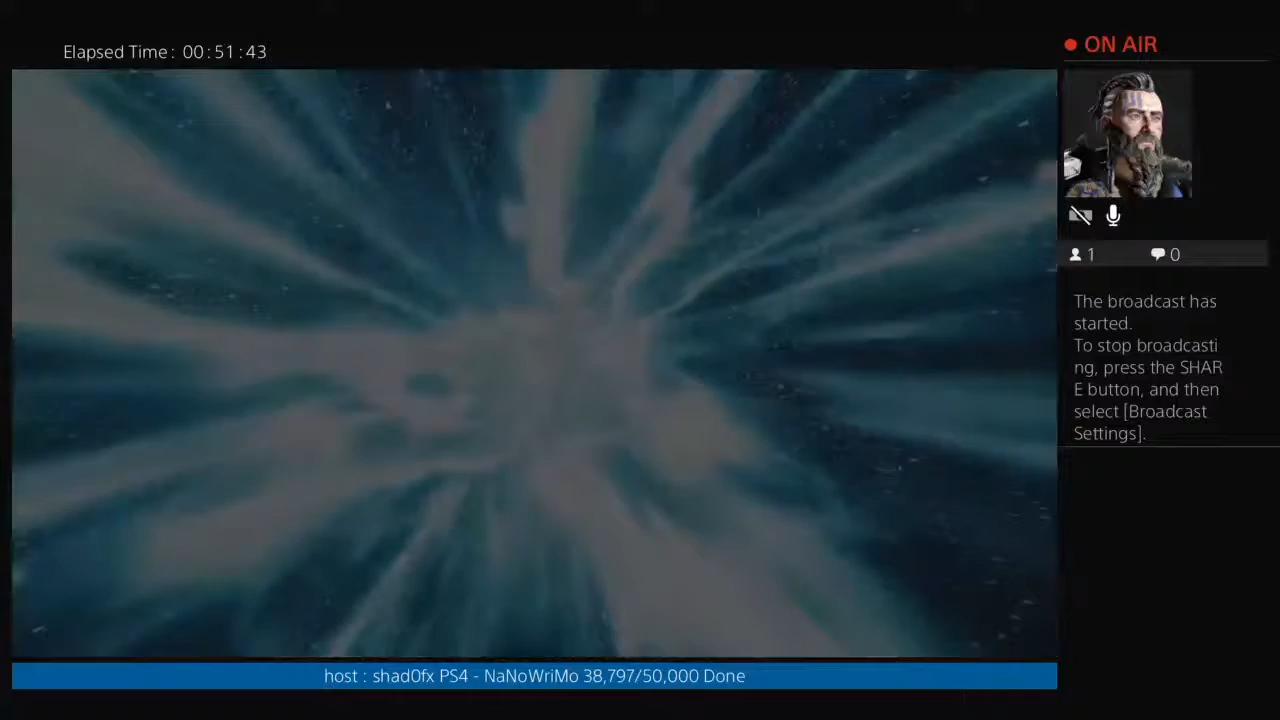 Elapsed Time: 00:51:43
ON AIR
1 0
The broadcast has
started.
To stop broadcasti
ng, press the SHAR
E button, and then
select [Broadcast
Settings].
host : shad0fx PS4 - NaNoWriMo 38,797/50,000 Done